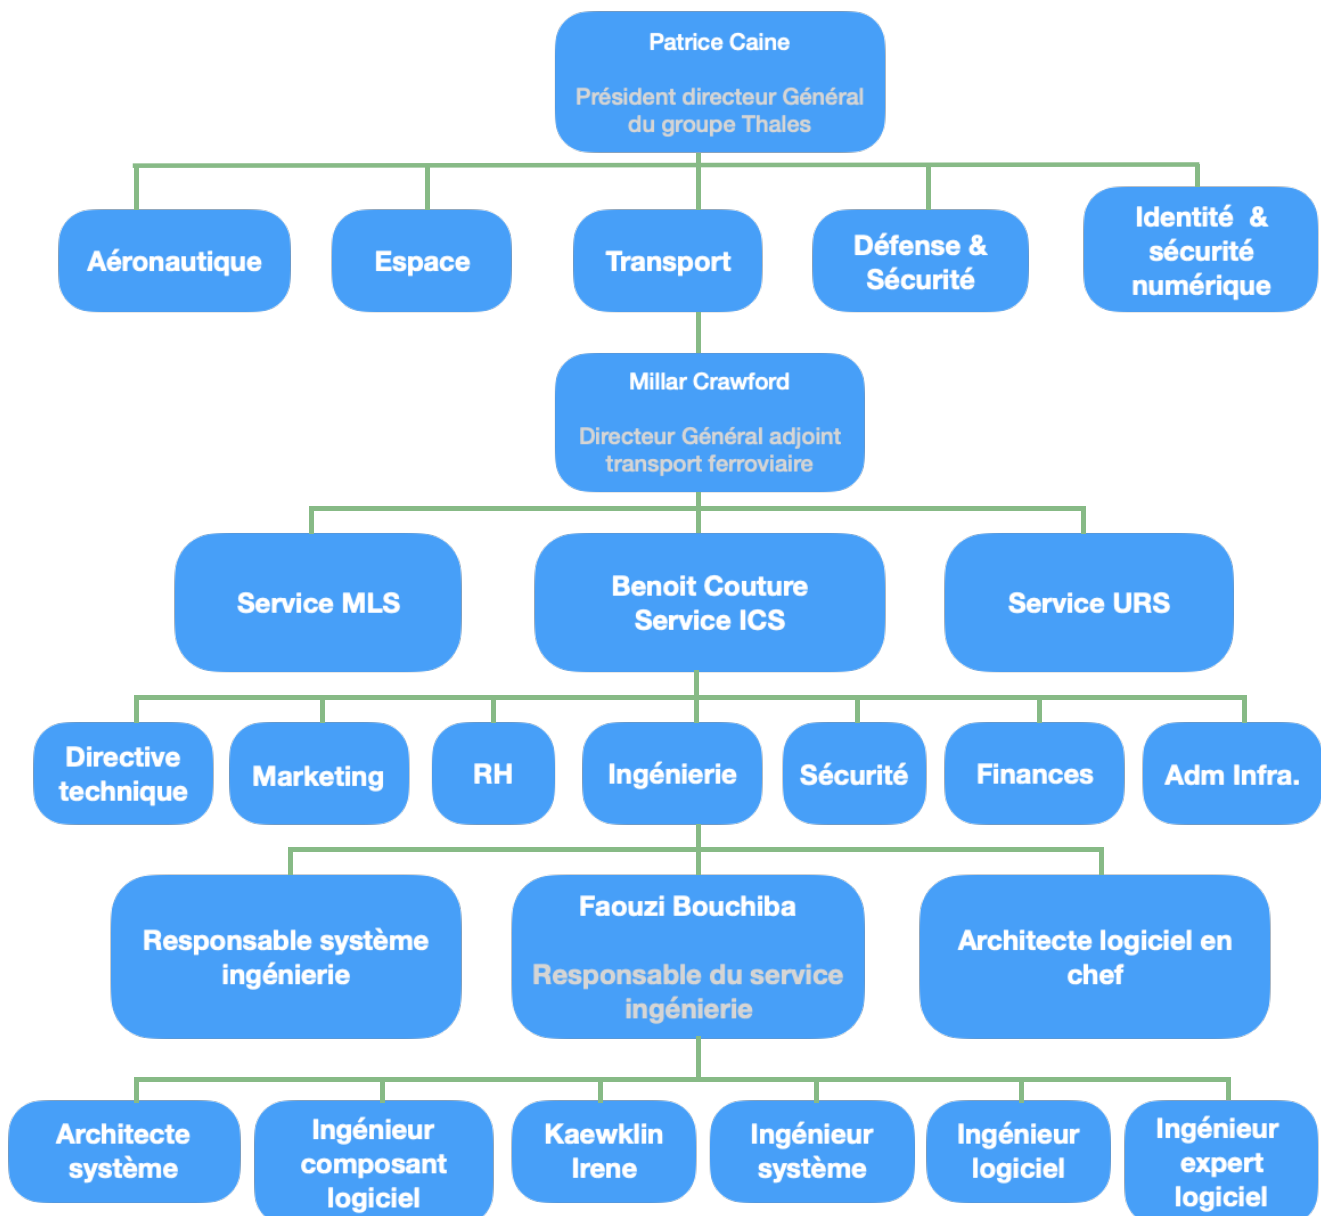 Patrice Caine
Président directeur Général
du groupe Thales
Aéronautique
Espace
Transport
Défense &
Sécurité
Identité & 
sécurité
numérique
Millar Crawford
Directeur Général adjoint
transport ferroviaire
Service MLS
Benoit Couture
Service ICS
Service URS
Directive
technique
Marketing
RH
Ingénierie
Sécurité
Finances
Adm Infra.
Responsable système
ingénierie
Faouzi Bouchiba
Responsable du service
ingénierie
Architecte logiciel en
chef
Architecte
système
Ingénieur
composant
logiciel
Kaewklin
Irene
Ingénieur
système
Ingénieur
logiciel
Ingénieur
expert
logiciel